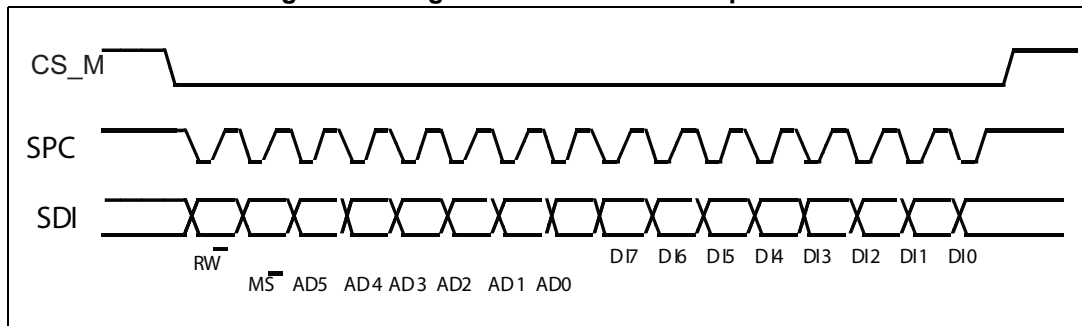 CS_M
SPC
SDI
RW DI7 DI6 DI5 DI4 DI3 DI2 DI1 DI0
MS AD5 AD4 AD3 AD2 AD1 AD0